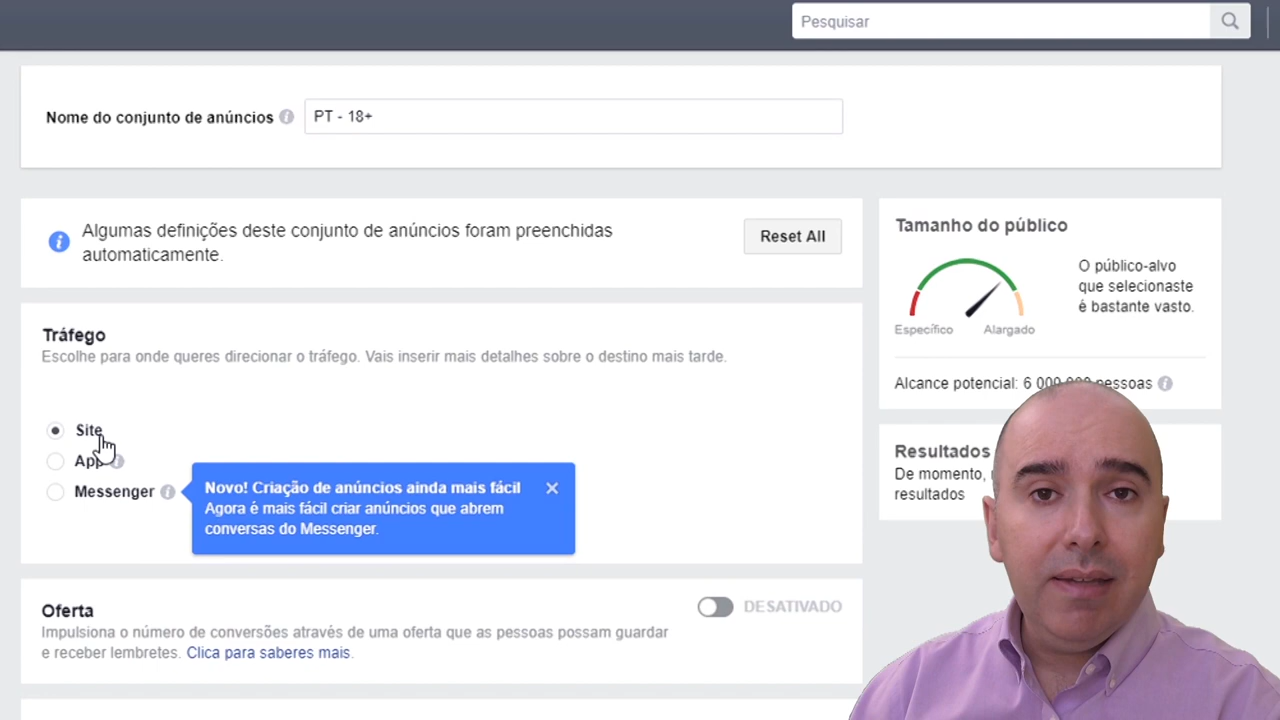 Pesquisar
Nome do conjunto de anúncios
PT - 18+
Algumas definições deste conjunto de anúncios foram preenchidas
automaticamente.
Reset All
Tráfego
Escolhe para onde queres direcionar o tráfego. Vais inserir mais detalhes sobre o destino mais tarde.
Site
App
Messenger
Novo! Criação de anúncios ainda mais fácil
Agora é mais fácil criar anúncios que abrem
conversas do Messenger.
Oferta
DESATIVADO
Impulsiona o número de conversões através de uma oferta que as pessoas possam guardar
e receber lembretes. Clica para saberes mais.
Tamanho do público
O público-alvo
que selecionaste
é bastante vasto.
Específico
Alargado
Alcance potencial: 6 000 000 pessoas
Resultados
De momento,
resultados